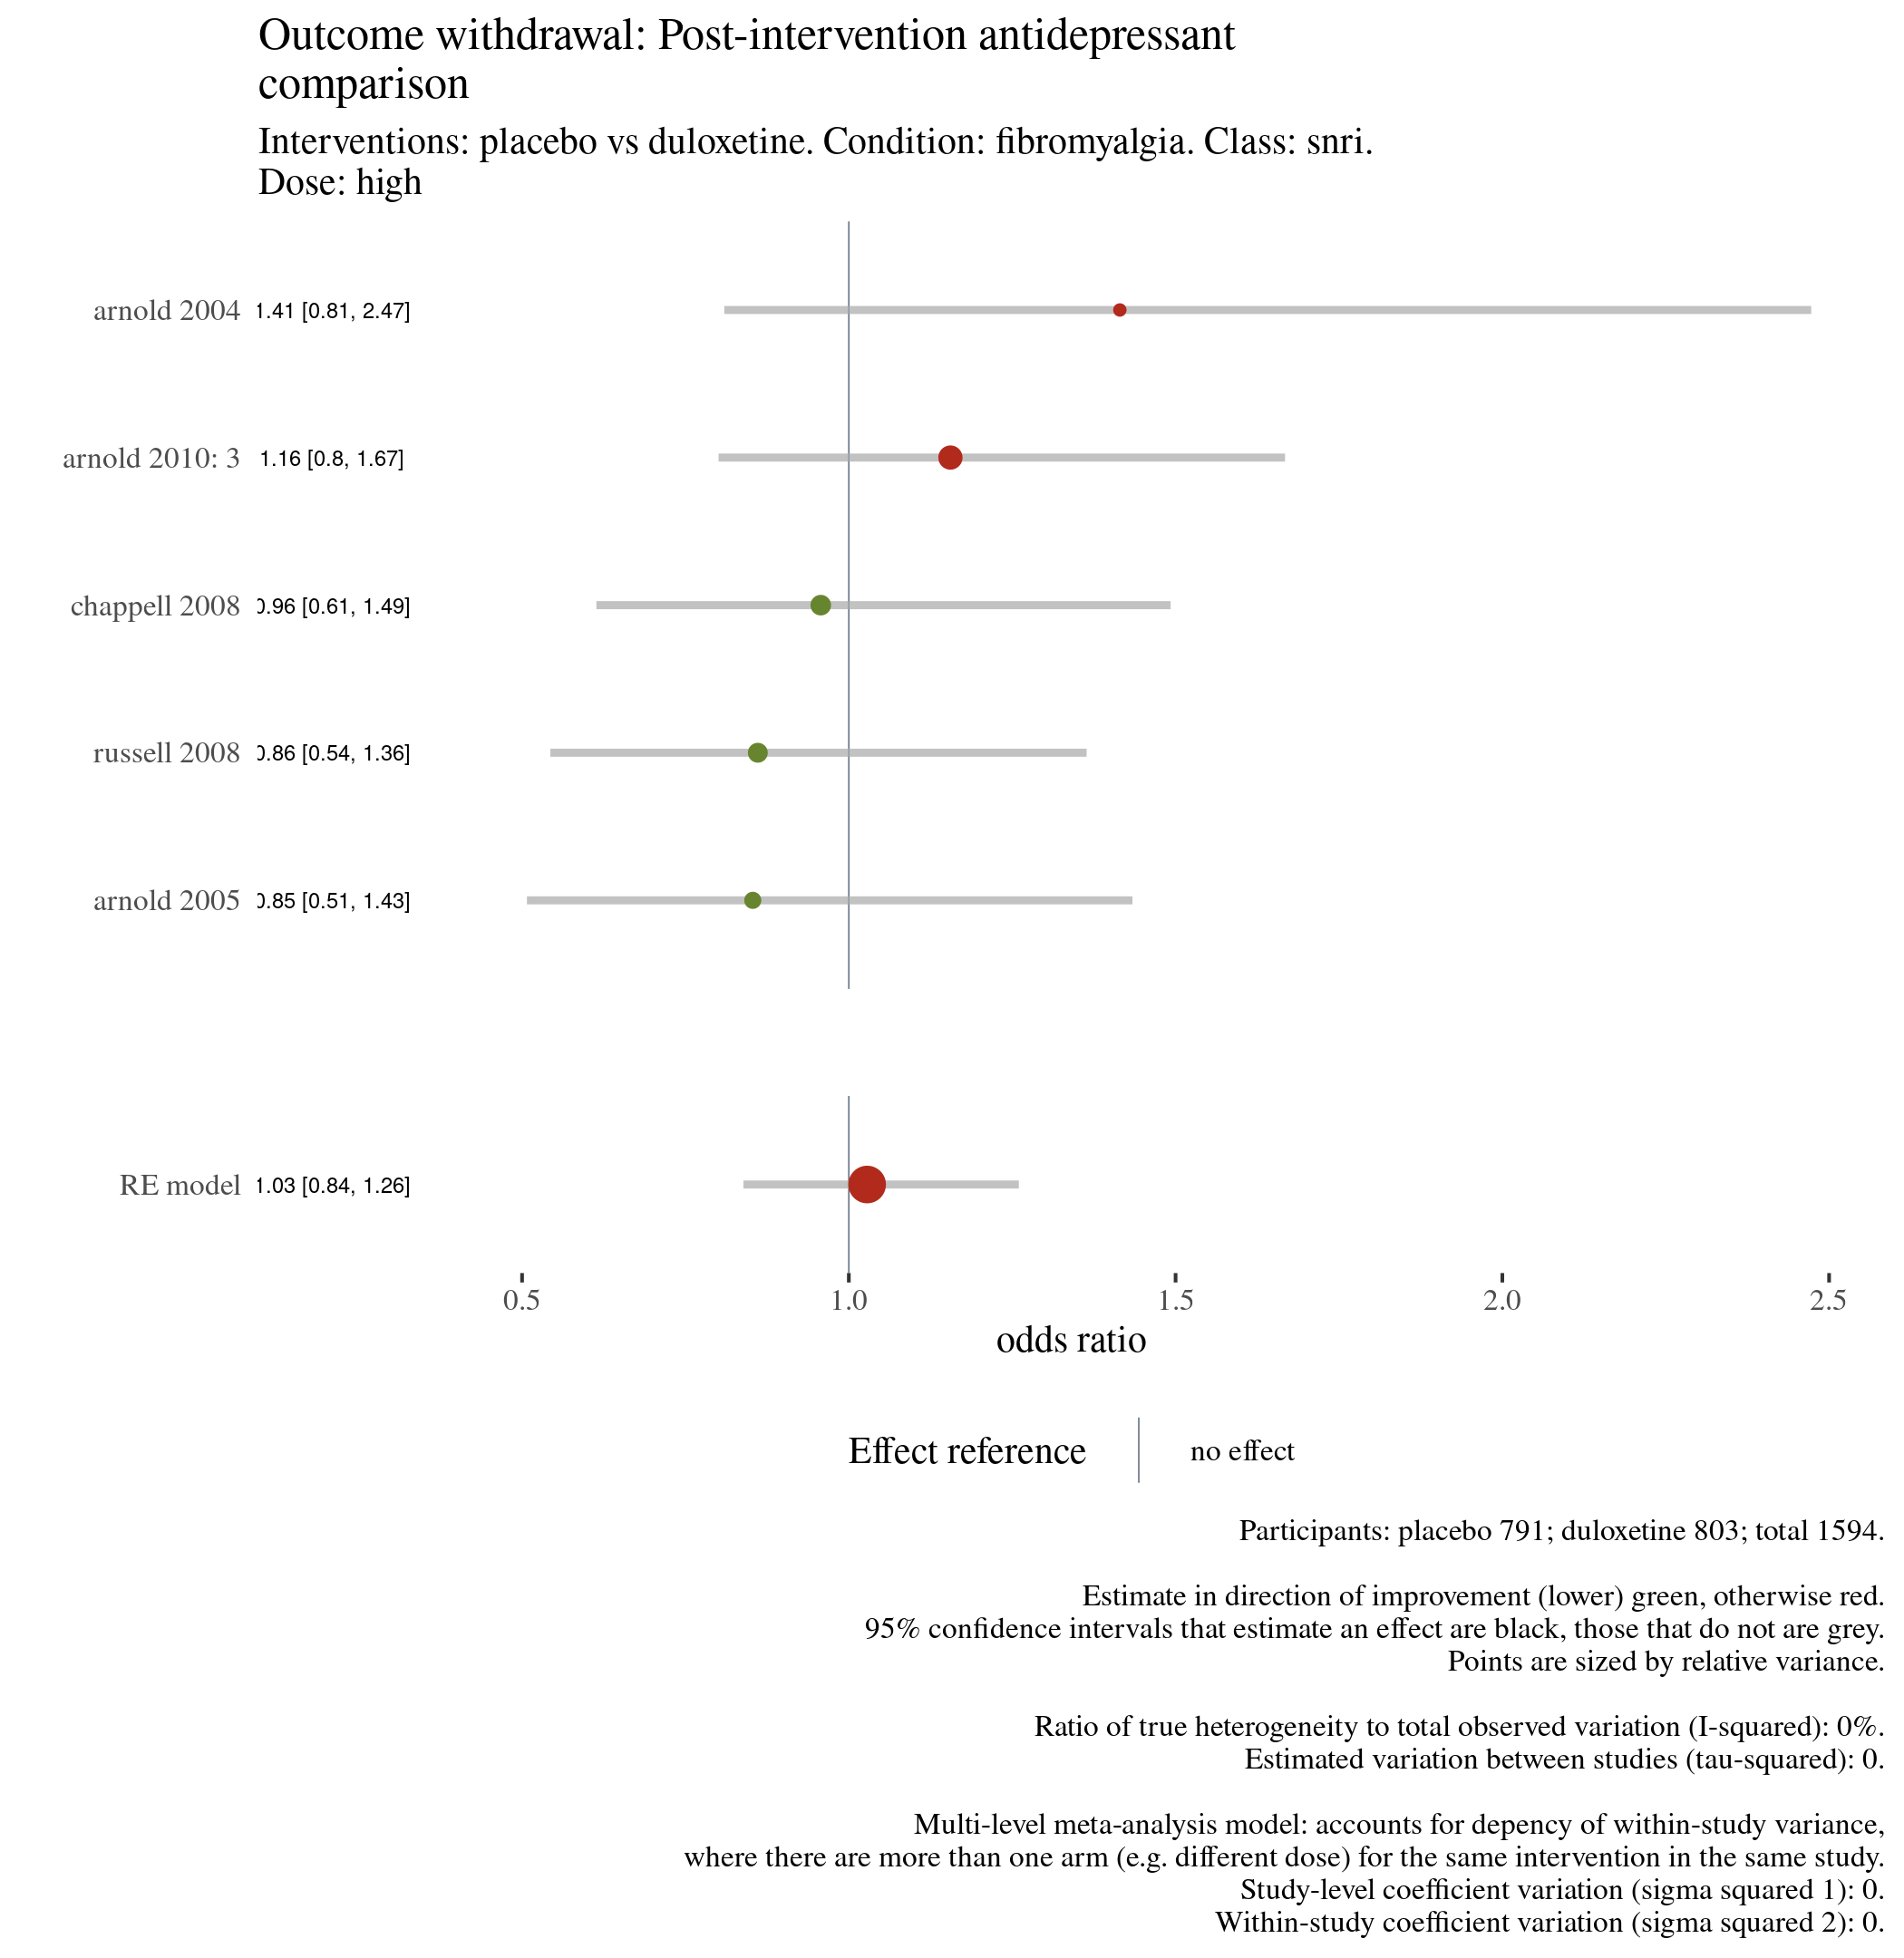 Outcome withdrawal: Post-intervention antidepressant
comparison
Interventions: placebo vs duloxetine. Condition: fibromyalgia. Class: snri.
Dose: high
arnold 2004 1.41 [0.81, 2.47]
arnold 2010: 3 1.16 [0.8, 1.67]
chappell 2008 0.96 [0.61, 1.49]
russell 2008 0.86 [0.54, 1.36]
arnold 2005 0.85 [0.51, 1.43]
RE model 1.03 [0.84, 1.26]
0.5 1.0 1.5 2.0 2.5
odds ratio
Effect reference no effect
Participants: placebo 791; duloxetine 803; total 1594.
Estimate in direction of improvement (lower) green, otherwise red.
95% confidence intervals that estimate an effect are black, those that do not are grey.
Points are sized by relative variance.
Ratio of true heterogeneity to total observed variation (I-squared): 0%.
Estimated variation between studies (tau-squared): 0.
Multi-level meta-analysis model: accounts for depency of within-study variance,
where there are more than one arm (e.g. different dose) for the same intervention in the same study.
Study-level coefficient variation (sigma squared 1): 0.
Within-study coefficient variation (sigma squared 2): 0.